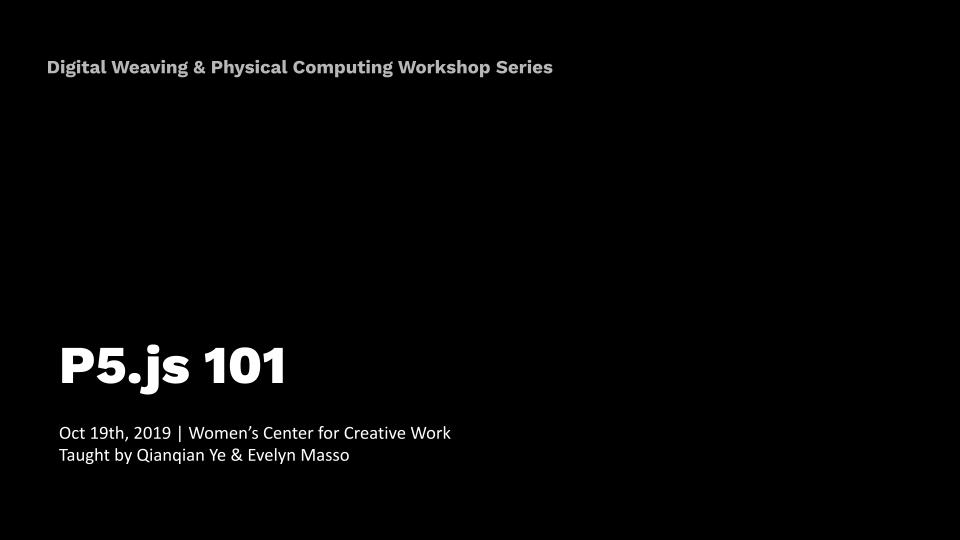 Digital Weaving & Physical Computing Workshop Series
P5.js 101
Oct 19th, 2019 | Women’s Center for Creative Work
Taught by Qianqian Ye & Evelyn Masso